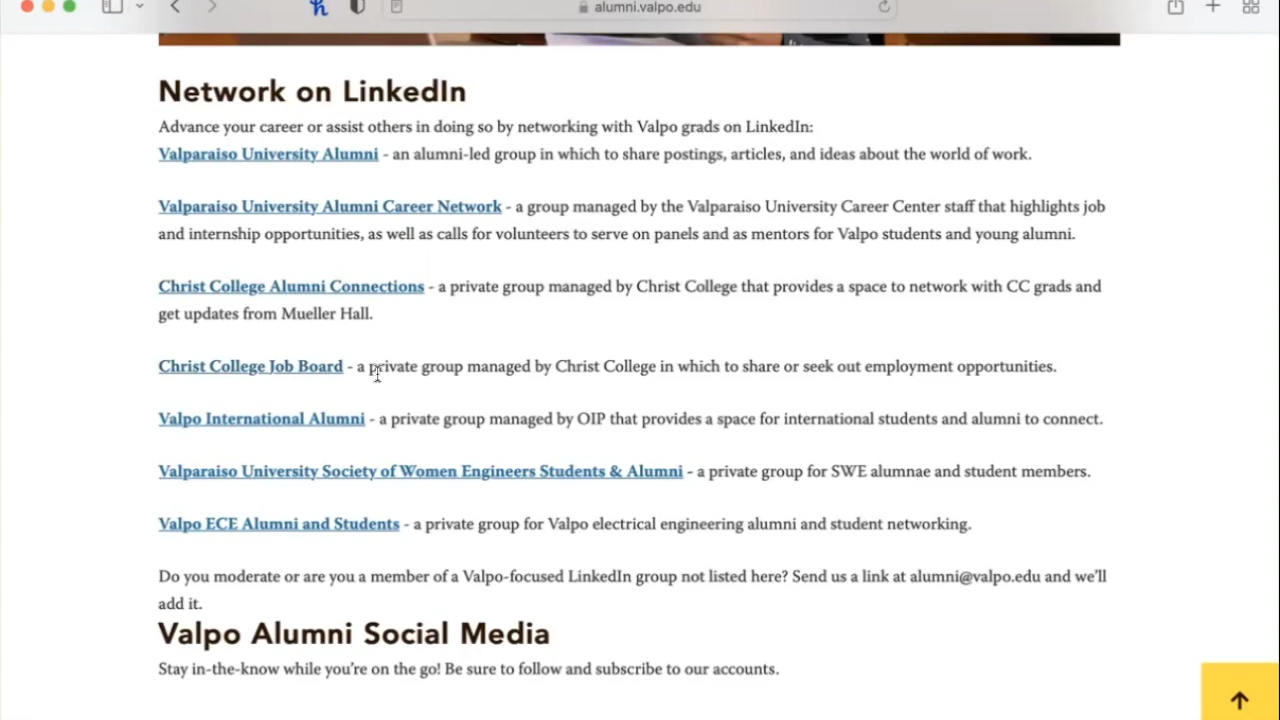 alumni.valpo.edu
Network on LinkedIn
Advance your career or assist others in doing so by networking with Valpo grads on LinkedIn:
Valparaiso University Alumni - an alumni-led group in which to share postings, articles, and ideas about the world of work.
Valparaiso University Alumni Career Network - a group managed by the Valparaiso University Career Center staff that highlights job
and internship opportunities, as well as calls for volunteers to serve on panels and as mentors for Valpo students and young alumni.
Christ College Alumni Connections - a private group managed by Christ College that provides a space to network with CC grads and
get updates from Mueller Hall.
Christ College Job Board - a private group managed by Christ College in which to share or seek out employment opportunities.
Valpo International Alumni - a private group managed by OIP that provides a space for international students and alumni to connect.
Valparaiso University Society of Women Engineers Students & Alumni - a private group for SWE alumnae and student members.
Valpo ECE Alumni and Students - a private group for Valpo electrical engineering alumni and student networking.
Do you moderate or are you a member of a Valpo-focused LinkedIn group not listed here? Send us a link at alumni@valpo.edu and we'll
add it.
Valpo Alumni Social Media
Stay in-the-know while you're on the go! Be sure to follow and subscribe to our accounts.